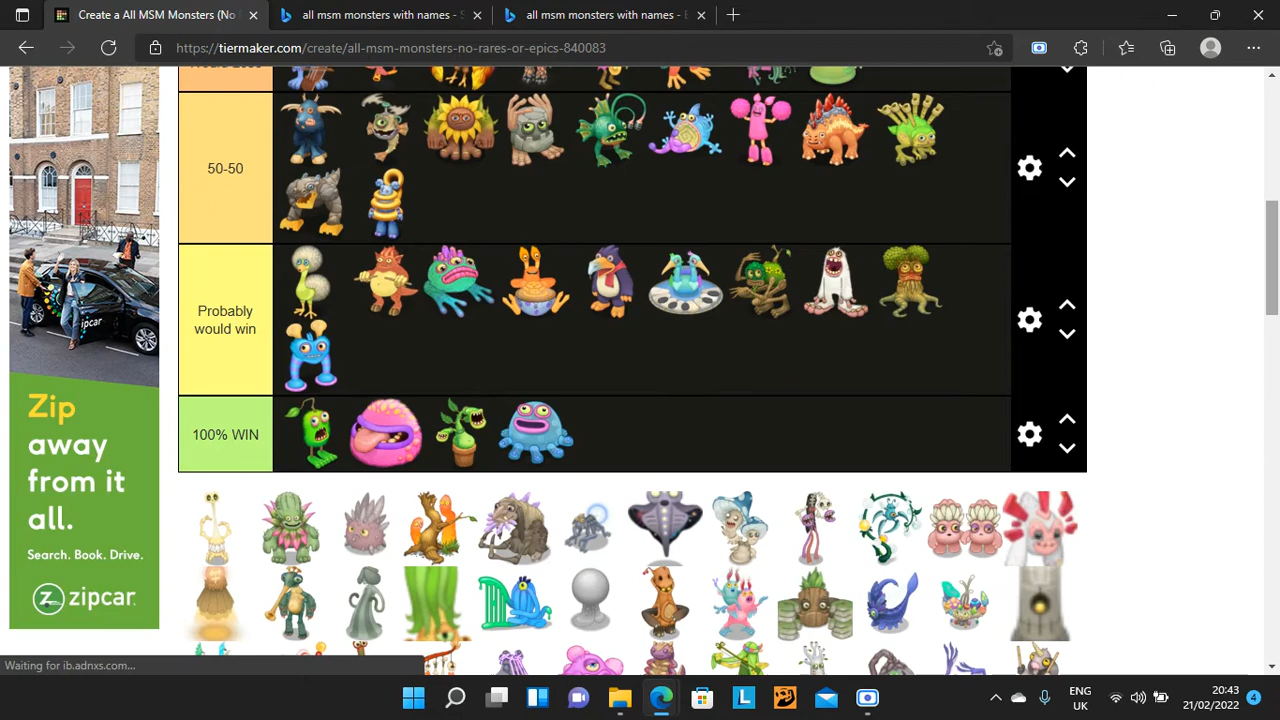 Create a All MSM Monsters (No
all msm monsters with names - S
all msm monsters with names - B
https://tiermaker.com/create/all-msm-monsters-no-rares-or-epics-840083
50-50
Probably
would win
100% WIN
ipcar
Zip
away
from it
all.
Search. Book. Drive.
zipcar
Waiting for ib.adnxs.com...
L
ENG
UK
20:43
21/02/2022
4